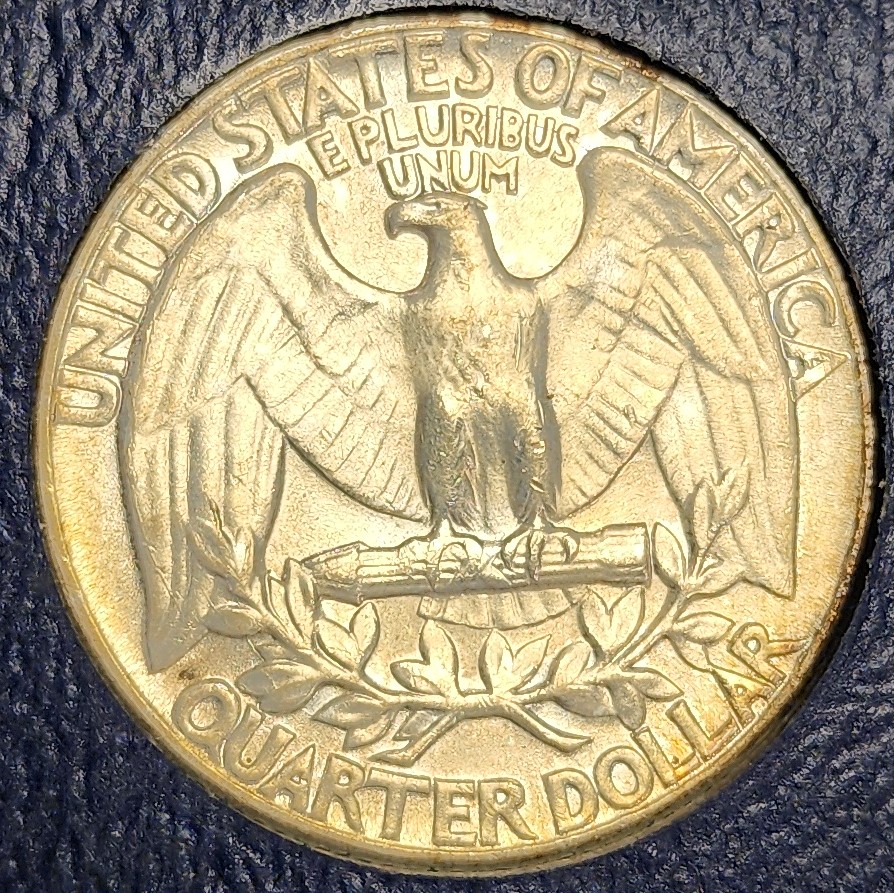 UNITED STATES OF AMERICA
E PLURIBUS
UNUM
QUARTER DOLLAR